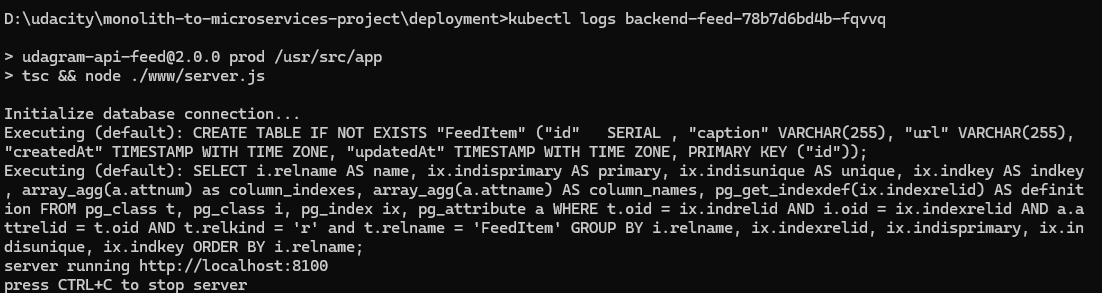 D:\udacity\monolith-to-microservices-project\deployment>kubectl logs backend-feed-78b7d6bd4b-fqvvq
> udagram-api-feed@2.0.0 prod /usr/src/app
> tsc && node ./www/server.js
Initialize database connection...
Executing (default): CREATE TABLE IF NOT EXISTS "FeedItem" ("id"   SERIAL , "caption" VARCHAR(255), "url" VARCHAR(255),
"createdAt" TIMESTAMP WITH TIME ZONE, "updatedAt" TIMESTAMP WITH TIME ZONE, PRIMARY KEY ("id"));
Executing (default): SELECT i.relname AS name, ix.indisprimary AS primary, ix.indisunique AS unique, ix.indkey AS indkey
, array_agg(a.attnum) as column_indexes, array_agg(a.attname) AS column_names, pg_get_indexdef(ix.indexrelid) AS definit
ion FROM pg_class t, pg_class i, pg_index ix, pg_attribute a WHERE t.oid = ix.indrelid AND i.oid = ix.indexrelid AND a.a
ttrelid = t.oid AND t.relkind = 'r' and t.relname = 'FeedItem' GROUP BY i.relname, ix.indexrelid, ix.indisprimary, ix.in
disunique, ix.indkey ORDER BY i.relname;
server running http://localhost:8100
press CTRL+C to stop server